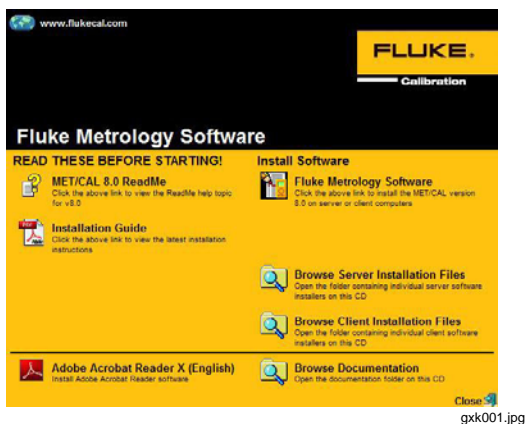 www.flukecal.com
FLUKE.
Calibration
Fluke Metrology Software
READ THESE BEFORE STARTING!
MET/CAL 8.0 ReadMe
Click the above link to view the ReadMe help topic
for v8.0
Installation Guide
Click the above link to view the latest installation
instructions
Adobe Acrobat Reader X (English)
Install Adobe Acrobat Reader software
Install Software
Fluke Metrology Software
Click the above link to install the MET/CAL version
8.0 on server or client computers
Browse Server Installation Files
Open the folder containing individual server software
installers on this CD
Browse Client Installation Files
Open the folder containing individual client software
installers on this CD
Browse Documentation
Open the documentation folder on this CD
Close
gxk001.jpg